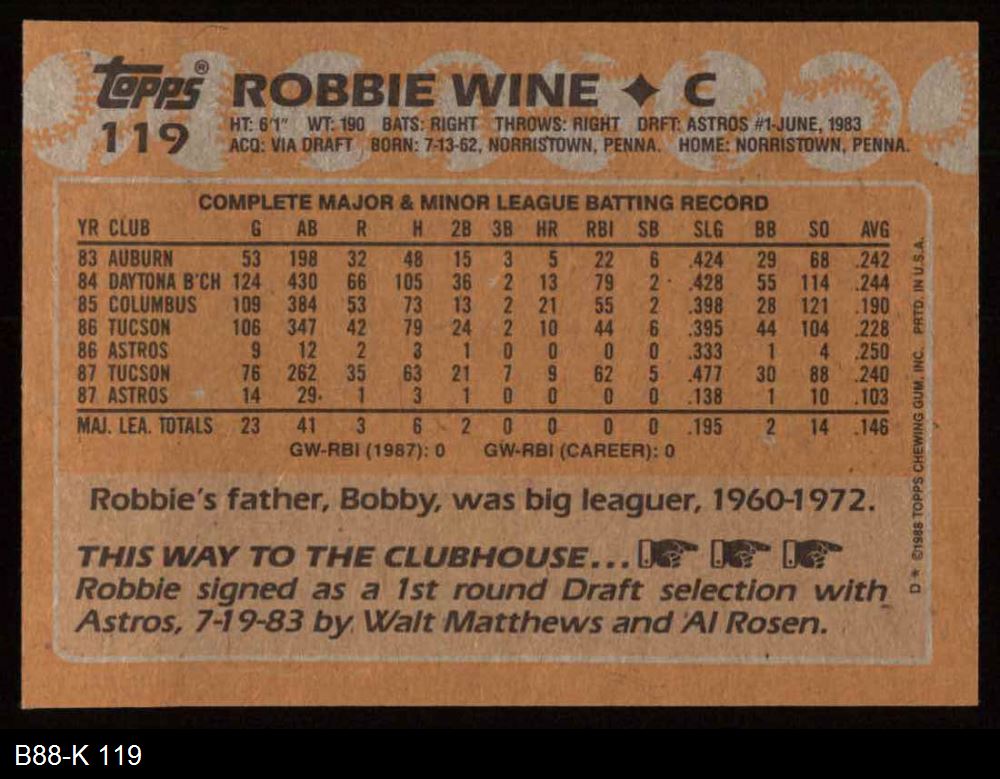 topps® ROBBIE WINE ♦ C
119 HT: 6'1" WT: 190 BATS: RIGHT THROWS: RIGHT DRFT: ASTROS #1-JUNE, 1983
ACQ: VIA DRAFT BORN: 7-13-62, NORRISTOWN, PENNA. HOME: NORRISTOWN, PENNA.
COMPLETE MAJOR & MINOR LEAGUE BATTING RECORD
YR CLUB G AB R H 2B 3B HR RBI SB SLG BB SO AVG
83 AUBURN 53 198 32 48 15 3 5 22 6 .424 29 68 .242
84 DAYTONA B'CH 124 430 66 105 36 2 13 79 2 .428 55 114 .244
85 COLUMBUS 109 384 53 73 13 2 21 55 2 .398 28 121 .190
86 TUCSON 106 347 42 79 24 2 10 44 6 .395 44 104 .228
86 ASTROS 9 12 2 3 1 0 0 0 0 .333 1 4 .250
87 TUCSON 76 262 35 63 21 7 9 62 5 .477 30 88 .240
87 ASTROS 14 29 1 3 1 0 0 0 0 .138 1 10 .103
MAJ. LEA. TOTALS 23 41 3 6 2 0 0 0 0 .195 2 14 .146
GW-RBI (1987): 0 GW-RBI (CAREER): 0
Robbie's father, Bobby, was big leaguer, 1960-1972.
THIS WAY TO THE CLUBHOUSE...
Robbie signed as a 1st round Draft selection with
Astros, 7-19-83 by Walt Matthews and Al Rosen.
D* ©1988 TOPPS CHEWING GUM, INC. PRTD. IN U.S.A.
B88-K 119